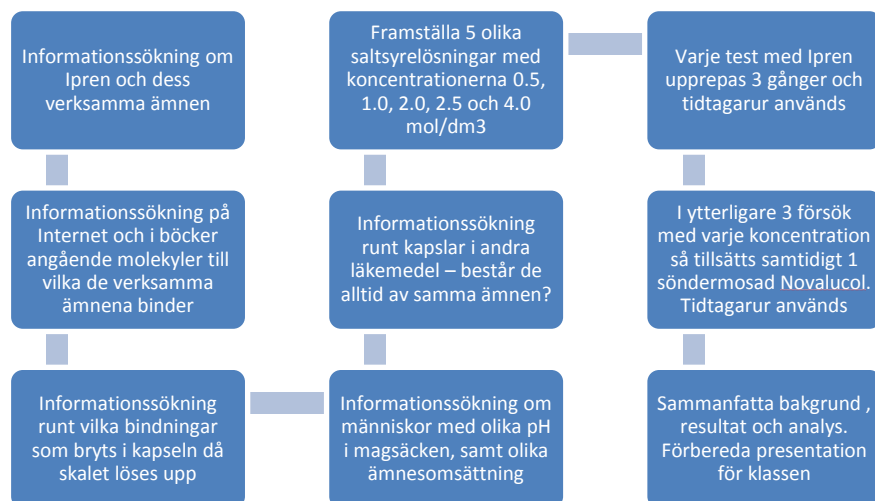 Informationssökning om
Ipren och dess
verksamma ämnen
Informationssökning på
Internet och i böcker
angående molekyler till
vilka de verksamma
ämnena binder
Informationssökning
runt vilka bindningar
som bryts i kapseln då
skalet löses upp
Informationssökning om
människor med olika pH
i magsäcken, samt olika
ämnesomsättning
Informationssökning
runt kapslar i andra
läkemedel – består de
alltid av samma ämnen?
Framställa 5 olika
saltsyrelösningar med
koncentrationerna 0.5,
1.0, 2.0, 2.5 och 4.0
mol/dm3
Varje test med Ipren
upprepas 3 gånger och
tidtagarur används
I ytterligare 3 försök
med varje koncentration
så tillsätts samtidigt 1
söndermosad Novalucol.
Tidtagarur används
Sammanfatta bakgrund ,
resultat och analys.
Förbereda presentation
för klassen